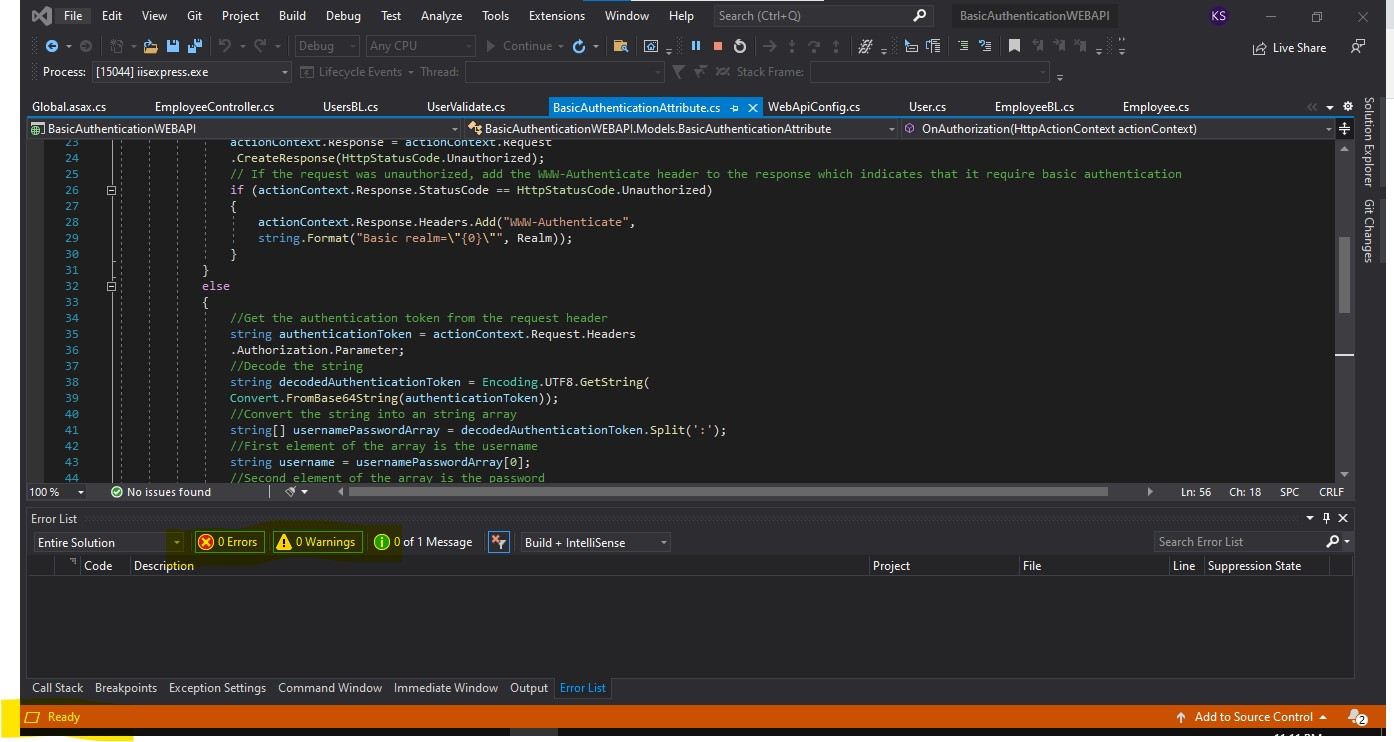 File Edit View Git Project Build Debug Test Analyze Tools Extensions Window Help Search (Ctrl+Q) BasicAuthenticationWEBAPI KS
Debug Any CPU Continue Live Share
Process: [15044] iisexpress.exe Lifecycle Events Thread: Stack Frame:
Global.asax.cs EmployeeController.cs UsersBL.cs UserValidate.cs BasicAuthenticationAttribute.cs WebApiConfig.cs User.cs EmployeeBL.cs Employee.cs
BasicAuthenticationWEBAPI BasicAuthenticationWEBAPI.Models.BasicAuthenticationAttribute OnAuthorization(HttpActionContext actionContext)
23 actionContext.Response = actionContext.Request
24 .CreateResponse(HttpStatusCode.Unauthorized);
25 // If the request was unauthorized, add the WWW-Authenticate header to the response which indicates that it require basic authentication
26 if (actionContext.Response.StatusCode == HttpStatusCode.Unauthorized)
27 {
28 actionContext.Response.Headers.Add("WWW-Authenticate",
29 string.Format("Basic realm=\"{0}\"", Realm));
30 }
31 }
32 else
33 {
34 //Get the authentication token from the request header
35 string authenticationToken = actionContext.Request.Headers
36 .Authorization.Parameter;
37 //Decode the string
38 string decodedAuthenticationToken = Encoding.UTF8.GetString(
39 Convert.FromBase64String(authenticationToken));
40 //Convert the string into an string array
41 string[] usernamePasswordArray = decodedAuthenticationToken.Split(':');
42 //First element of the array is the username
43 string username = usernamePasswordArray[0];
44 //Second element of the array is the password
100 % No issues found Ln: 56 Ch: 18 SPC CRLF
Solution Explorer
Git Changes
Error List
Entire Solution 0 Errors 0 Warnings 0 of 1 Message Build + IntelliSense Search Error List
Code Description Project File Line Suppression State
Call Stack Breakpoints Exception Settings Command Window Immediate Window Output Error List
Ready Add to Source Control 2